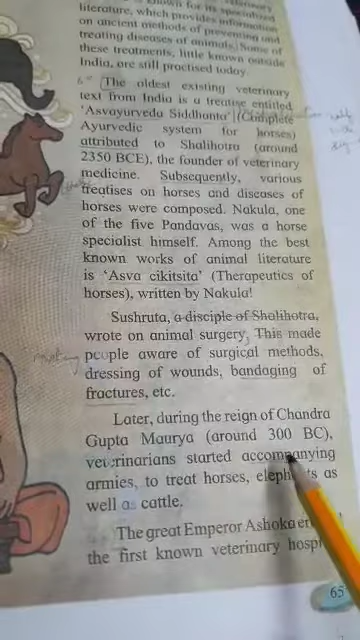 is known for its specialised
literature, which provides information
on ancient methods of preventing and
treating diseases of animals. Some of
these treatments, little known outside
India, are still practised today.
The oldest existing veterinary
text from India is a treatise entitled
'Asvayurveda Siddhanta' (Complete
Ayurvedic system for horses)
attributed to Shalihotra (around
2350 BCE), the founder of veterinary
medicine. Subsequently, various
treatises on horses and diseases of
horses were composed. Nakula, one
of the five Pandavas, was a horse
specialist himself. Among the best
known works of animal literature
is 'Asva cikitsita' (Therapeutics of
horses), written by Nakula!
Sushruta, a disciple of Shalihotra,
wrote on animal surgery. This made
people aware of surgical methods,
dressing of wounds, bandaging of
fractures, etc.
Later, during the reign of Chandra
Gupta Maurya (around 300 BC),
veterinarians started accompanying
armies, to treat horses, elephants as
well as cattle.
The great Emperor Ashoka
the first known veterinary
65